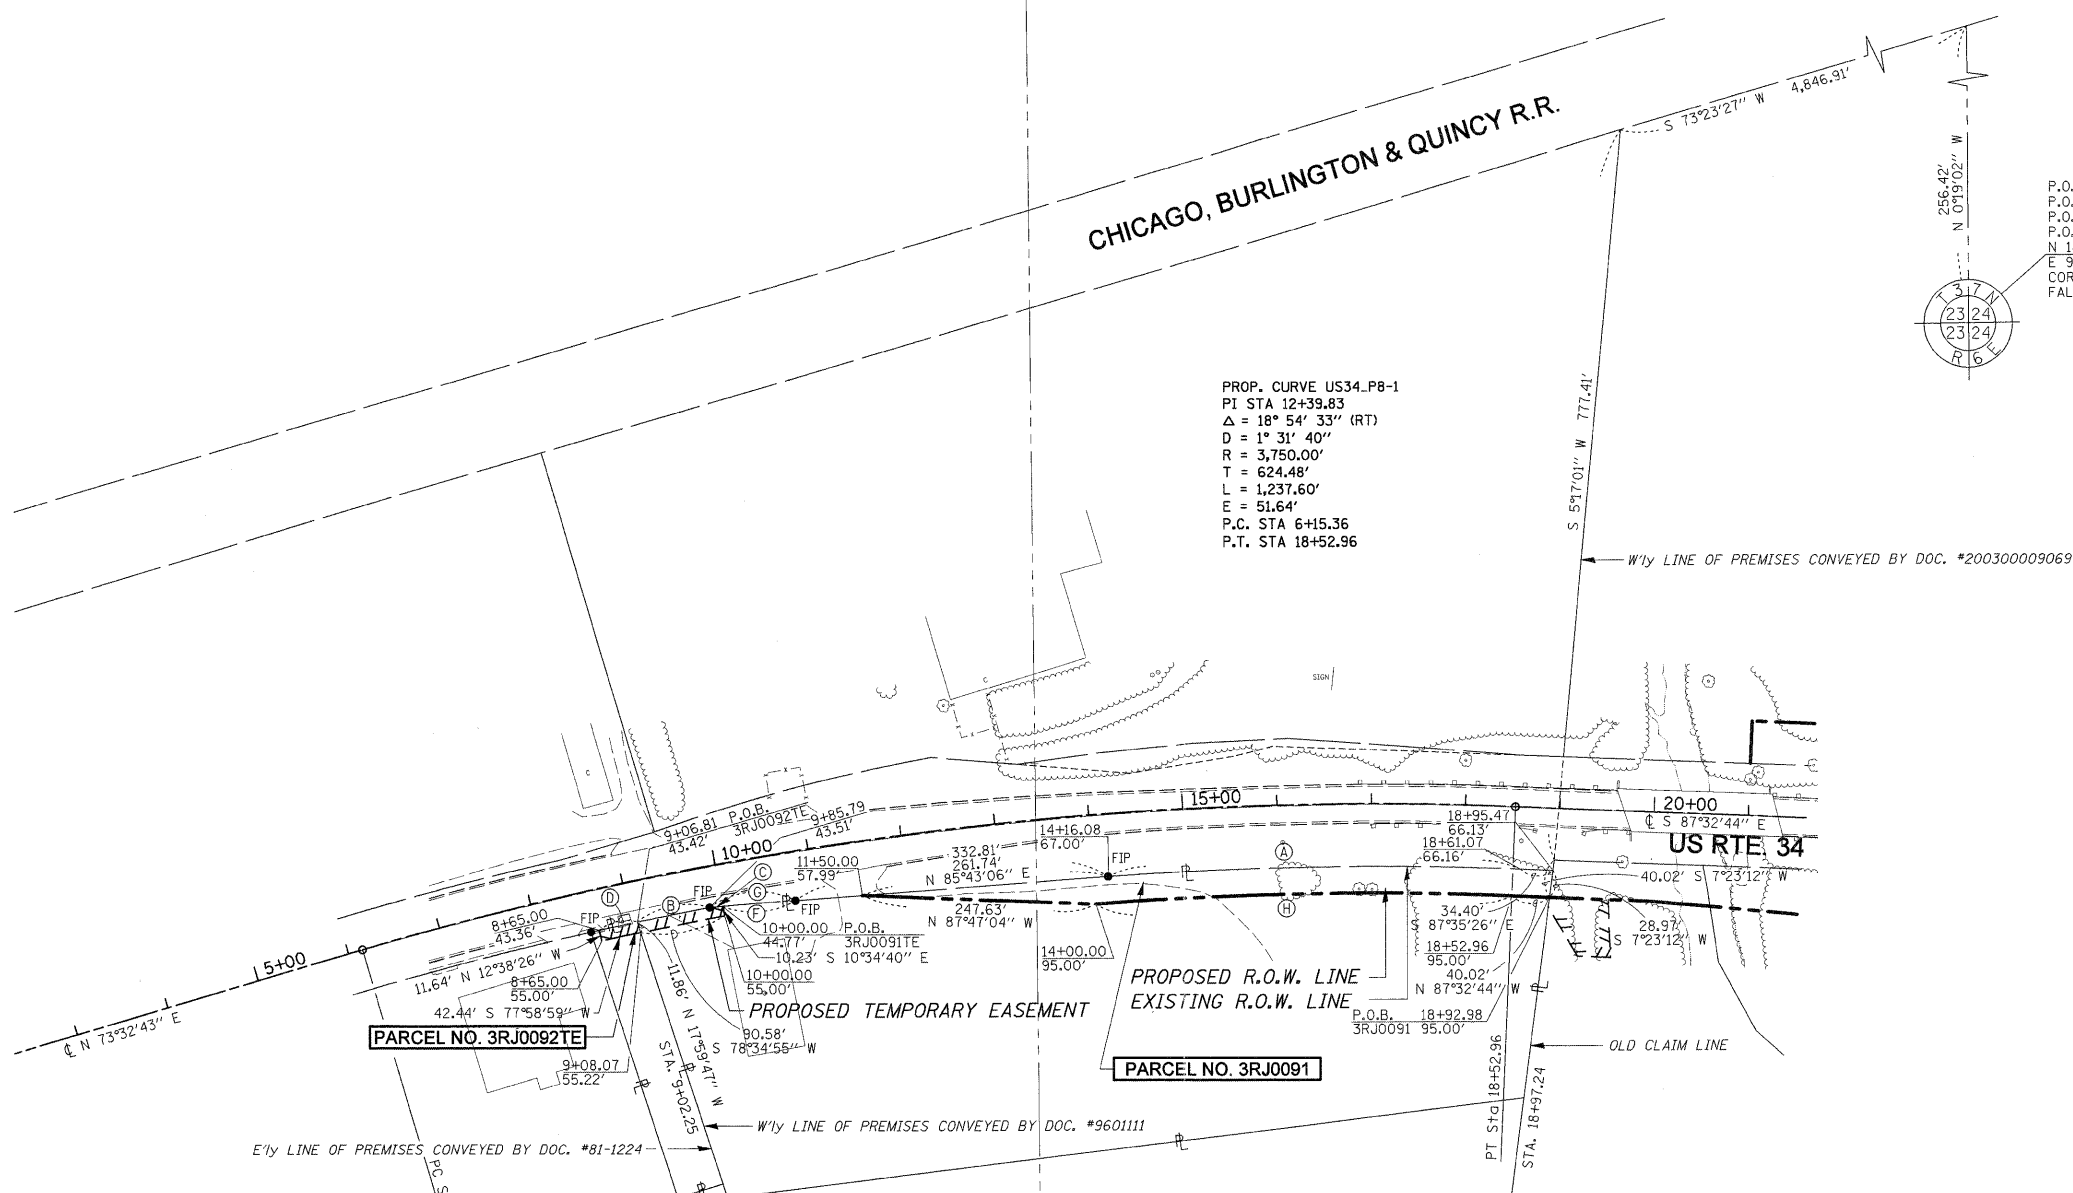 S 73°23'27" W 4,846.91'
CHICAGO, BURLINGTON & QUINCY R.R.
256.42'
N 0°19'02" W
P.O.
P.O.
P.O.
P.O.
N 1
E 9
COR
FAL
T 37 N
23 24
23 24
R 6 E
PROP. CURVE US34_P8-1
PI STA 12+39.83
Δ = 18° 54' 33" (RT)
D = 1° 31' 40"
R = 3,750.00'
T = 624.48'
L = 1,237.60'
E = 51.64'
P.C. STA 6+15.36
P.T. STA 18+52.96
S 5°17'01" W 777.41'
W'ly LINE OF PREMISES CONVEYED BY DOC. #200300009069
SIGN
C
C
9+06.81 P.O.B.
43.42' 3RJ0092TE
9+85.79
43.51'
10+00
15+00
20+00
℄ S 87°32'44" E
US RTE. 34
14+16.08
67.00'
FIP
332.81'
261.74'
N 85°43'06" E
11+50.00
57.99'
18+95.47
66.13'
18+61.07
66.16'
A
B
C
D
F
G
H
FIP
FIP
FIP
8+65.00
43.36'
5+00
40.02' S 7°23'12" W
34.40'
S 87°35'26" E
28.97'
S 7°23'12" W
18+52.96
95.00'
40.02'
N 87°32'44" W
P.O.B. 18+92.98
3RJ0091 95.00'
247.63'
N 87°47'04" W
14+00.00
95.00'
10+00.00 P.O.B.
44.77' 3RJ0091TE
10.23' S 10°34'40" E
10+00.00
55.00'
11.64' N 12°38'26" W
8+65.00
55.00'
42.44' S 77°58'59" W
PARCEL NO. 3RJ0092TE
PROPOSED TEMPORARY EASEMENT
PROPOSED R.O.W. LINE
EXISTING R.O.W. LINE
11.86' N 17°59'47" W
90.58'
S 78°34'55" W
9+08.07
55.22'
STA. 9+02.25
℄ N 73°32'43" E
PARCEL NO. 3RJ0091
OLD CLAIM LINE
PT Sta 18+52.96
STA. 18+97.24
W'ly LINE OF PREMISES CONVEYED BY DOC. #9601111
E'ly LINE OF PREMISES CONVEYED BY DOC. #81-1224
PC S